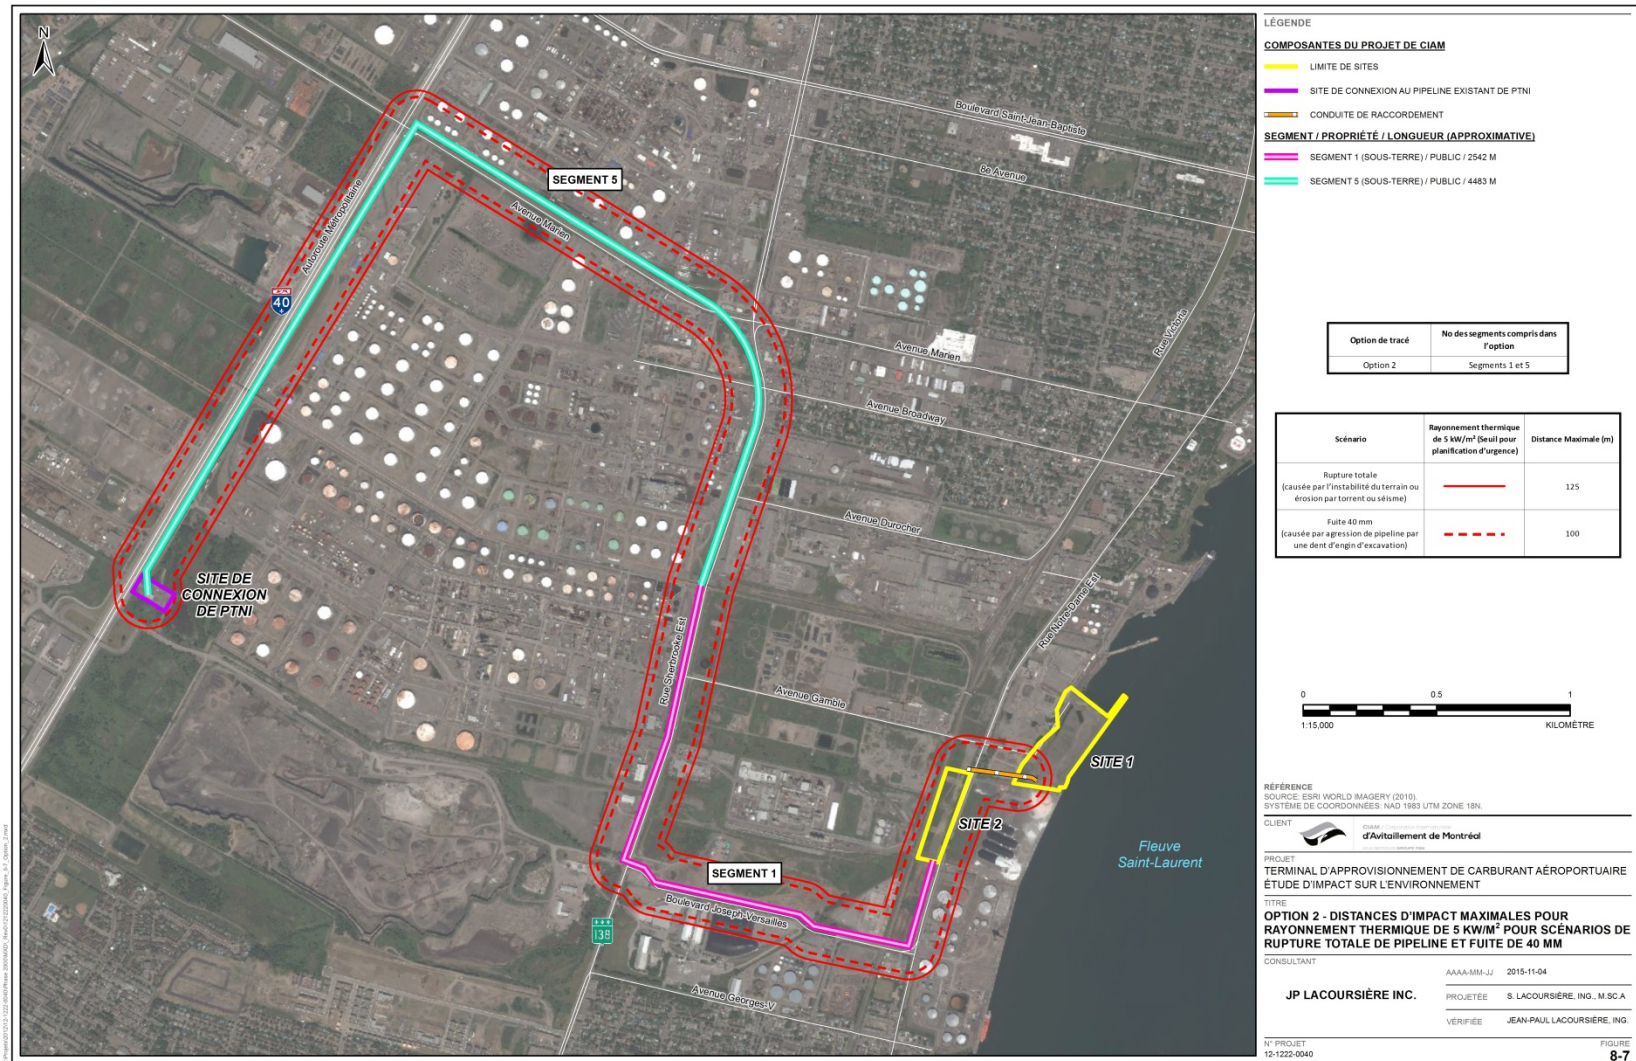 N
Boulevard Saint-Jean-Baptiste
6e Avenue
SEGMENT 5
Autoroute Métropolitaine
Avenue Marien
40
Rue Victoria
Avenue Marien
Avenue Broadway
Avenue Durocher
SITE DE
CONNEXION
DE PTNI
Rue Sherbrooke Est
Rue Notre-Dame Est
Avenue Gamble
SITE 1
SITE 2
Fleuve
Saint-Laurent
SEGMENT 1
Boulevard Joseph-Versailles
138
Avenue Georges-V
LÉGENDE
COMPOSANTES DU PROJET DE CIAM
LIMITE DE SITES
SITE DE CONNEXION AU PIPELINE EXISTANT DE PTNI
CONDUITE DE RACCORDEMENT
SEGMENT / PROPRIÉTÉ / LONGUEUR (APPROXIMATIVE)
SEGMENT 1 (SOUS-TERRE) / PUBLIC / 2542 M
SEGMENT 5 (SOUS-TERRE) / PUBLIC / 4483 M
Option de tracé
No des segments compris dans
l'option
Option 2
Segments 1 et 5
Scénario
Rayonnement thermique
de 5 kW/m² (Seuil pour
planification d'urgence)
Distance Maximale (m)
Rupture totale
(causée par l'instabilité du terrain ou
érosion par torrent ou séisme)
125
Fuite 40 mm
(causée par agression de pipeline par
une dent d'engin d'excavation)
100
0 0.5 1
1:15,000 KILOMÈTRE
RÉFÉRENCE
SOURCE: ESRI WORLD IMAGERY (2010).
SYSTÈME DE COORDONNÉES: NAD 1983 UTM ZONE 18N.
CLIENT
d'Avitaillement de Montréal
PROJET
TERMINAL D'APPROVISIONNEMENT DE CARBURANT AÉROPORTUAIRE
ÉTUDE D'IMPACT SUR L'ENVIRONNEMENT
TITRE
OPTION 2 - DISTANCES D'IMPACT MAXIMALES POUR
RAYONNEMENT THERMIQUE DE 5 KW/M² POUR SCÉNARIOS DE
RUPTURE TOTALE DE PIPELINE ET FUITE DE 40 MM
CONSULTANT
JP LACOURSIÈRE INC.
AAAA-MM-JJ 2015-11-04
PROJETÉE S. LACOURSIÈRE, ING., M.SC.A
VÉRIFIÉE JEAN-PAUL LACOURSIÈRE, ING.
N° PROJET
12-1222-0040
FIGURE
8-7